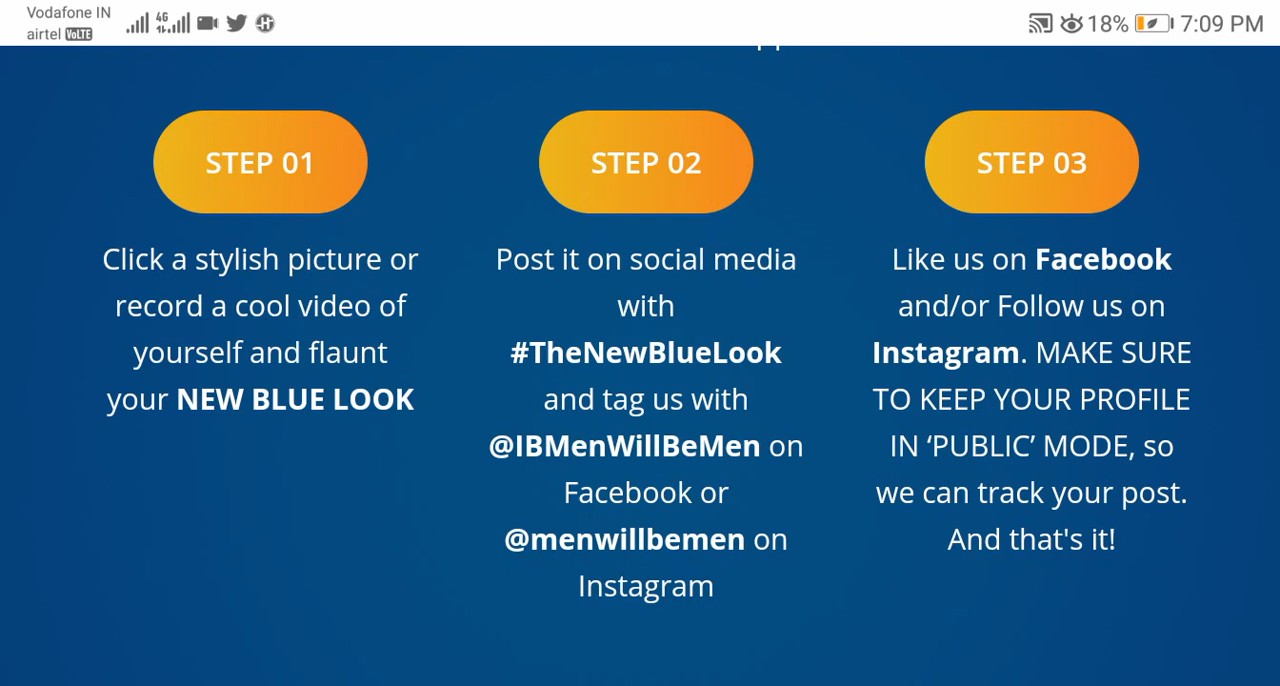 Vodafone IN
airtel VoLTE
4G
18%
7:09 PM
STEP 01
Click a stylish picture or
record a cool video of
yourself and flaunt
your NEW BLUE LOOK
STEP 02
Post it on social media
with
#TheNewBlueLook
and tag us with
@IBMenWillBeMen on
Facebook or
@menwillbemen on
Instagram
STEP 03
Like us on Facebook
and/or Follow us on
Instagram. MAKE SURE
TO KEEP YOUR PROFILE
IN ‘PUBLIC’ MODE, so
we can track your post.
And that's it!